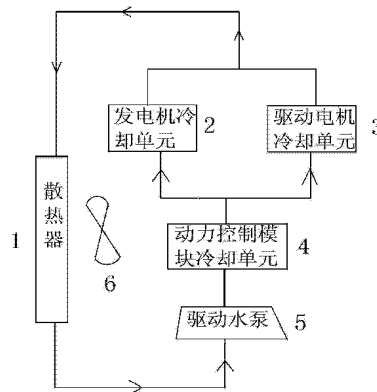 发电机冷
却单元
2
驱动电机
冷却单元
3
散热器
1
6
动力控制模
块冷却单元
4
驱动水泵
5